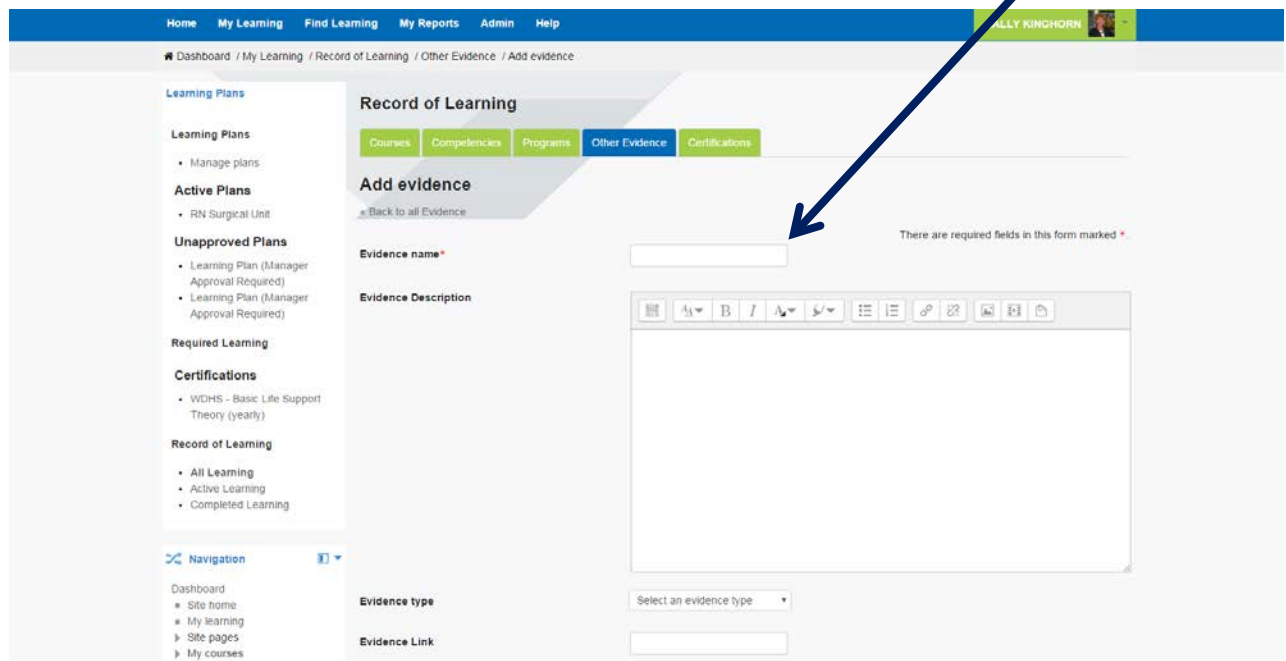 Home My Learning Find Learning My Reports Admin Help
ALLY KINGHORN
Dashboard / My Learning / Record of Learning / Other Evidence / Add evidence
Learning Plans
Learning Plans
• Manage plans
Active Plans
• RN Surgical Unit
Unapproved Plans
• Learning Plan (Manager
Approval Required)
• Learning Plan (Manager
Approval Required)
Required Learning
Certifications
• WDHS - Basic Life Support
Theory (yearly)
Record of Learning
• All Learning
• Active Learning
• Completed Learning
Navigation
Dashboard
Site home
My learning
Site pages
My courses
Record of Learning
Courses Competencies Programs Other Evidence Certifications
Add evidence
« Back to all Evidence
There are required fields in this form marked *.
Evidence name*
Evidence Description
B I
Evidence type
Select an evidence type
Evidence Link